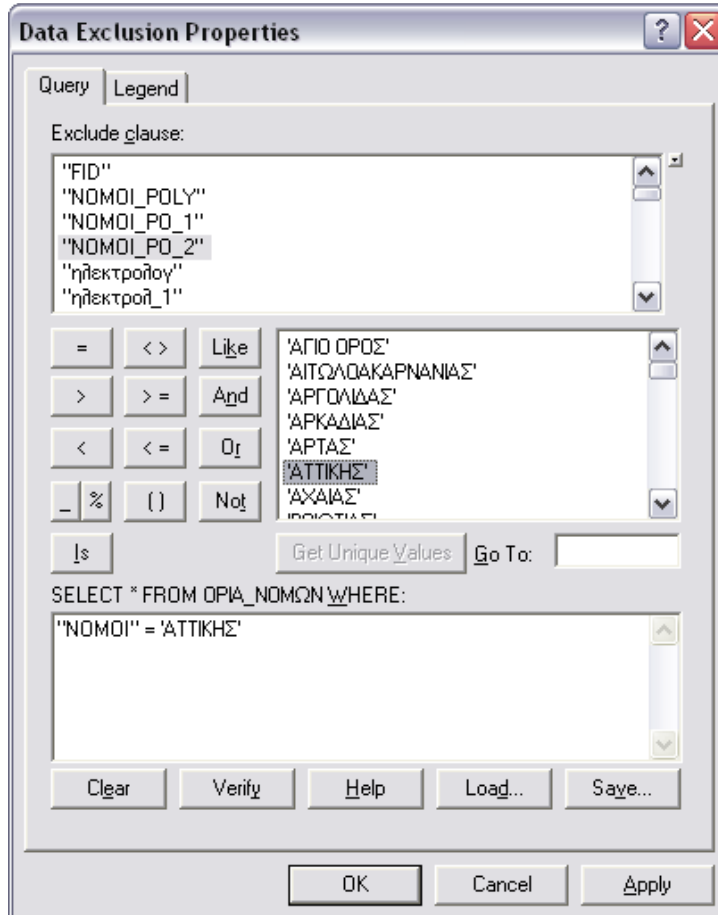 Data Exclusion Properties
Query
Legend
Exclude clause:
"FID"
"NOMOI_POLY"
"NOMOI_PO_1"
"NOMOI_PO_2"
"ηλεκτρολογ"
"ηλεκτρολ_1"
= < > Like
> > = And
< < = Or
_ % ( ) Not
Is
'ΑΓΙΟ ΟΡΟΣ'
'ΑΙΤΩΛΟΑΚΑΡΝΑΝΙΑΣ'
'ΑΡΓΟΛΙΔΑΣ'
'ΑΡΚΑΔΙΑΣ'
'ΑΡΤΑΣ'
'ΑΤΤΙΚΗΣ'
'ΑΧΑΙΑΣ'
'ΒΟΙΩΤΙΑΣ'
Get Unique Values Go To:
SELECT * FROM ΟΡΙΑ_ΝΟΜΩΝ WHERE:
"NOMOI" = 'ΑΤΤΙΚΗΣ'
Clear Verify Help Load... Save...
OK Cancel Apply